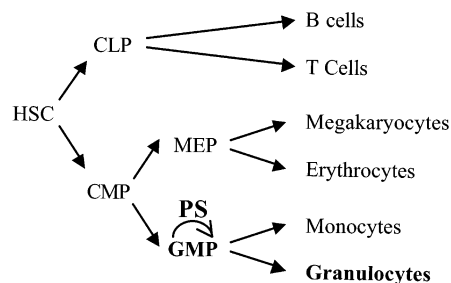 B cells
CLP
T Cells
HSC
Megakaryocytes
MEP
Erythrocytes
CMP
PS
Monocytes
GMP
Granulocytes